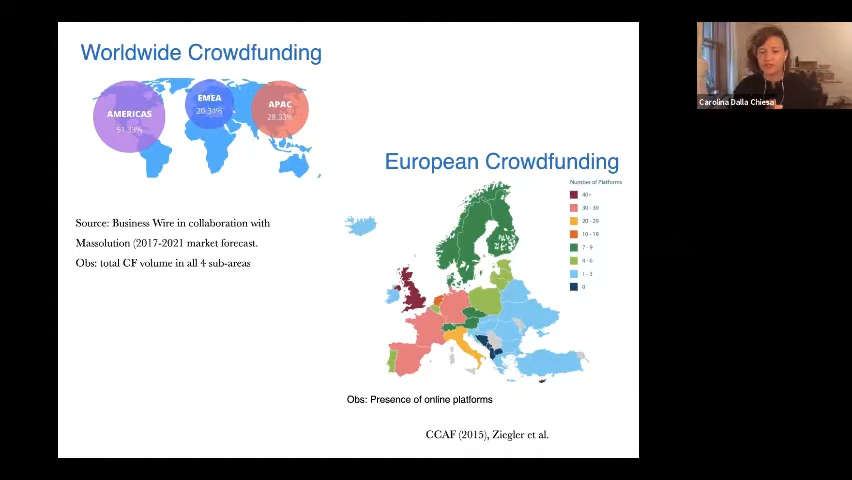 Worldwide Crowdfunding
AMERICAS
51.33%
EMEA
20.34%
APAC
28.33%
Source: Business Wire in collaboration with
Massolution (2017-2021 market forecast.
Obs: total CF volume in all 4 sub-areas
European Crowdfunding
Number of Platforms
40+
30 - 39
20 - 29
10 - 19
7 - 9
4 - 6
1 - 3
0
Obs: Presence of online platforms
CCAF (2015), Ziegler et al.
Carolina Dalla Chiesa